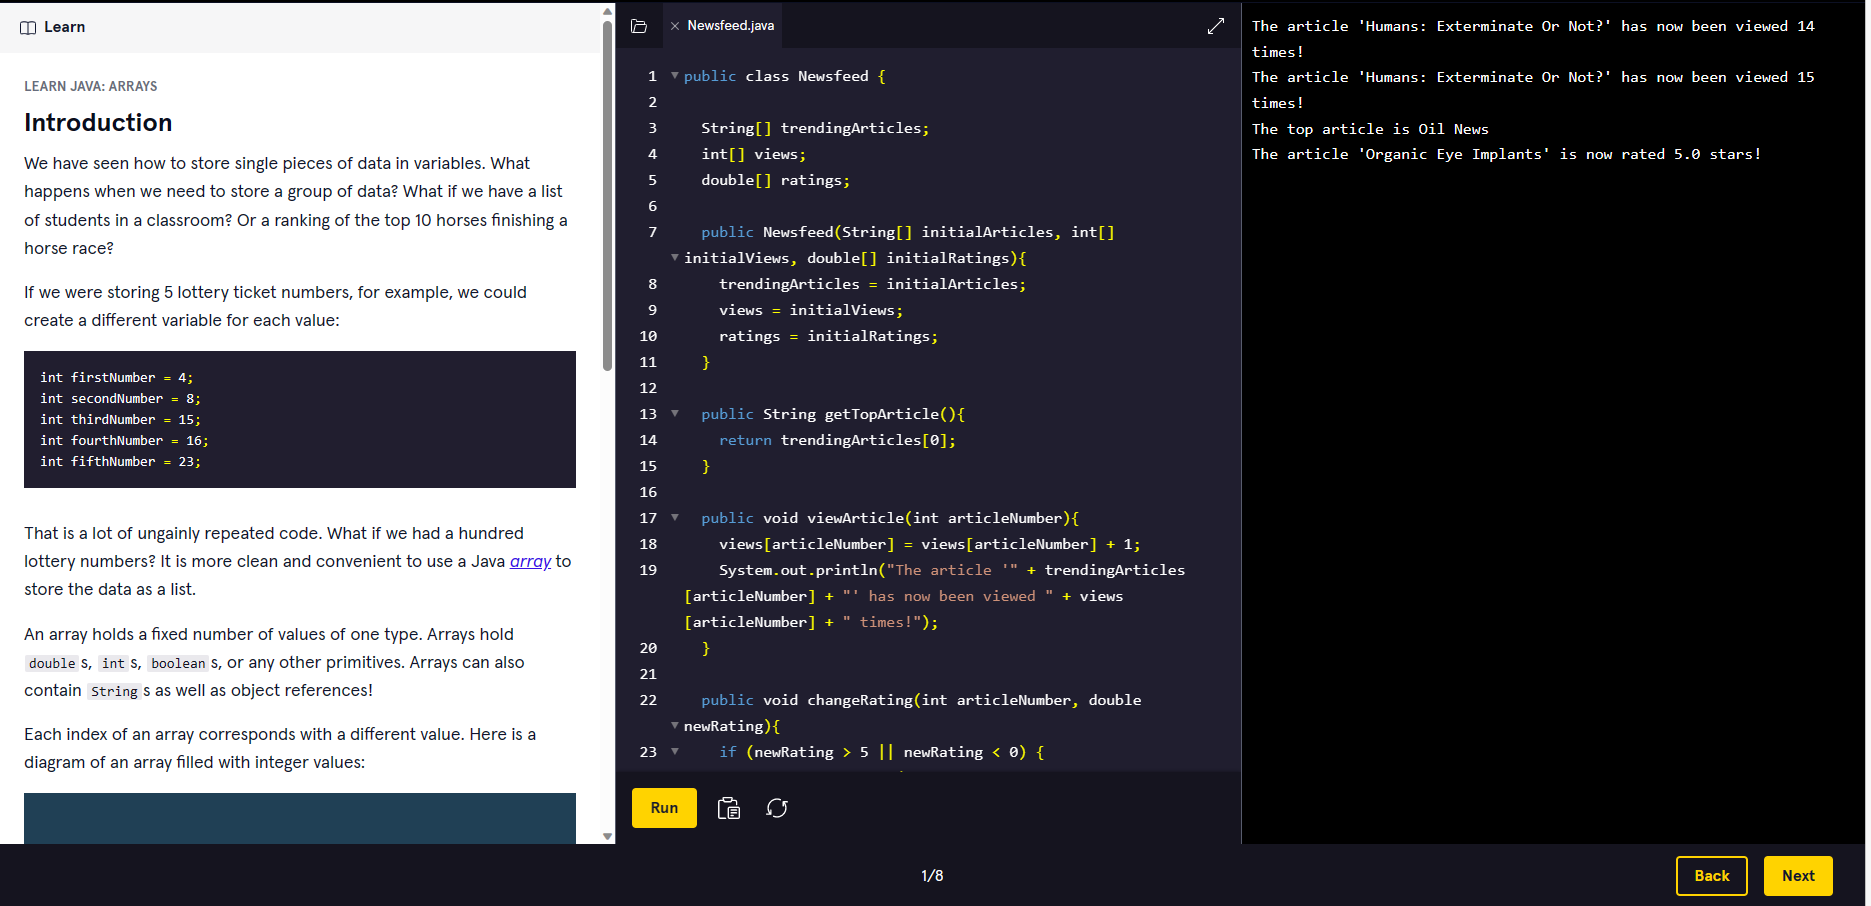 Learn
LEARN JAVA: ARRAYS
Introduction
We have seen how to store single pieces of data in variables. What
happens when we need to store a group of data? What if we have a list
of students in a classroom? Or a ranking of the top 10 horses finishing a
horse race?
If we were storing 5 lottery ticket numbers, for example, we could
create a different variable for each value:
int firstNumber = 4;
int secondNumber = 8;
int thirdNumber = 15;
int fourthNumber = 16;
int fifthNumber = 23;
That is a lot of ungainly repeated code. What if we had a hundred
lottery numbers? It is more clean and convenient to use a Java array to
store the data as a list.
An array holds a fixed number of values of one type. Arrays hold
double s, int s, boolean s, or any other primitives. Arrays can also
contain String s as well as object references!
Each index of an array corresponds with a different value. Here is a
diagram of an array filled with integer values:
Newsfeed.java
1 public class Newsfeed {
2
3 String[] trendingArticles;
4 int[] views;
5 double[] ratings;
6
7 public Newsfeed(String[] initialArticles, int[]
initialViews, double[] initialRatings){
8 trendingArticles = initialArticles;
9 views = initialViews;
10 ratings = initialRatings;
11 }
12
13 public String getTopArticle(){
14 return trendingArticles[0];
15 }
16
17 public void viewArticle(int articleNumber){
18 views[articleNumber] = views[articleNumber] + 1;
19 System.out.println("The article '" + trendingArticles
[articleNumber] + "' has now been viewed " + views
[articleNumber] + " times!");
20 }
21
22 public void changeRating(int articleNumber, double
newRating){
23 if (newRating > 5 || newRating < 0) {
Run
The article 'Humans: Exterminate Or Not?' has now been viewed 14
times!
The article 'Humans: Exterminate Or Not?' has now been viewed 15
times!
The top article is Oil News
The article 'Organic Eye Implants' is now rated 5.0 stars!
1/8
Back
Next